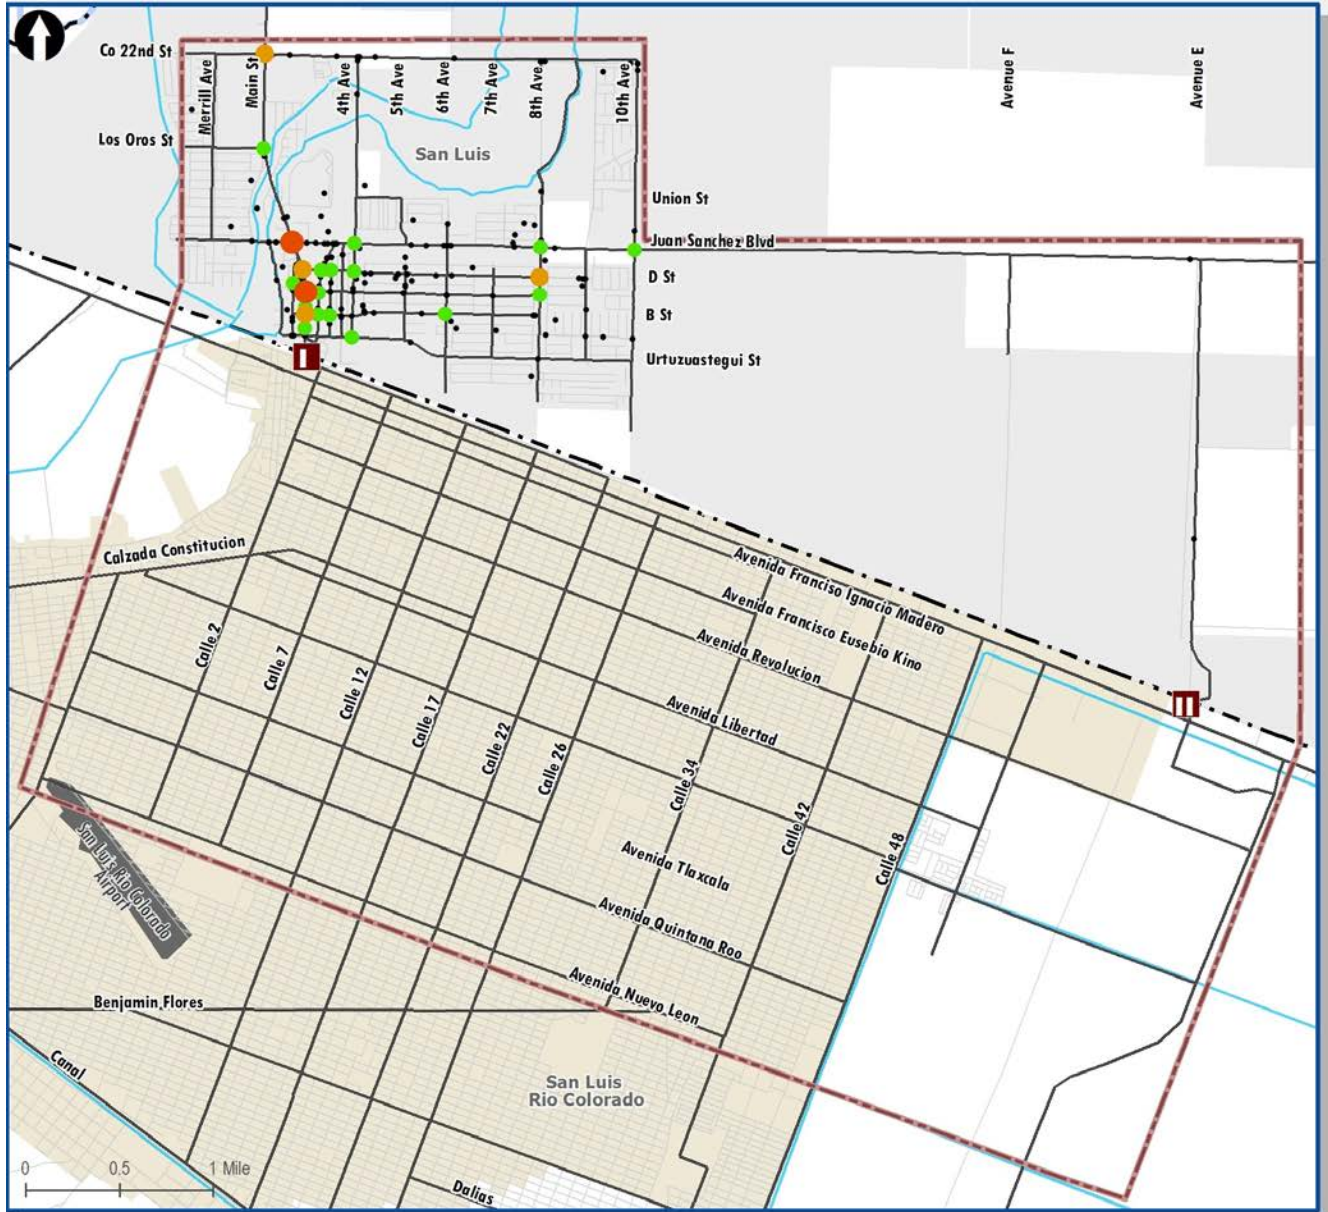 Co 22nd St
Merrill Ave
Main St
4th Ave
5th Ave
6th Ave
7th Ave
8th Ave
10th Ave
Avenue F
Avenue E
Los Oros St
San Luis
Union St
Juan Sanchez Blvd
D St
B St
Urtuzuastegui St
I
II
Calzada Constitucion
Avenida Franciso Ignacio Madero
Avenida Francisco Eusebio Kino
Avenida Revolucion
Avenida Libertad
Calle 2
Calle 7
Calle 12
Calle 17
Calle 22
Calle 26
Calle 34
Calle 42
Calle 48
San Luis Rio Colorado
Airport
Avenida Tlaxcala
Avenida Quintana Roo
Avenida Nuevo Leon
Benjamin Flores
Canal
San Luis
Rio Colorado
Dalias
0 0.5 1 Mile